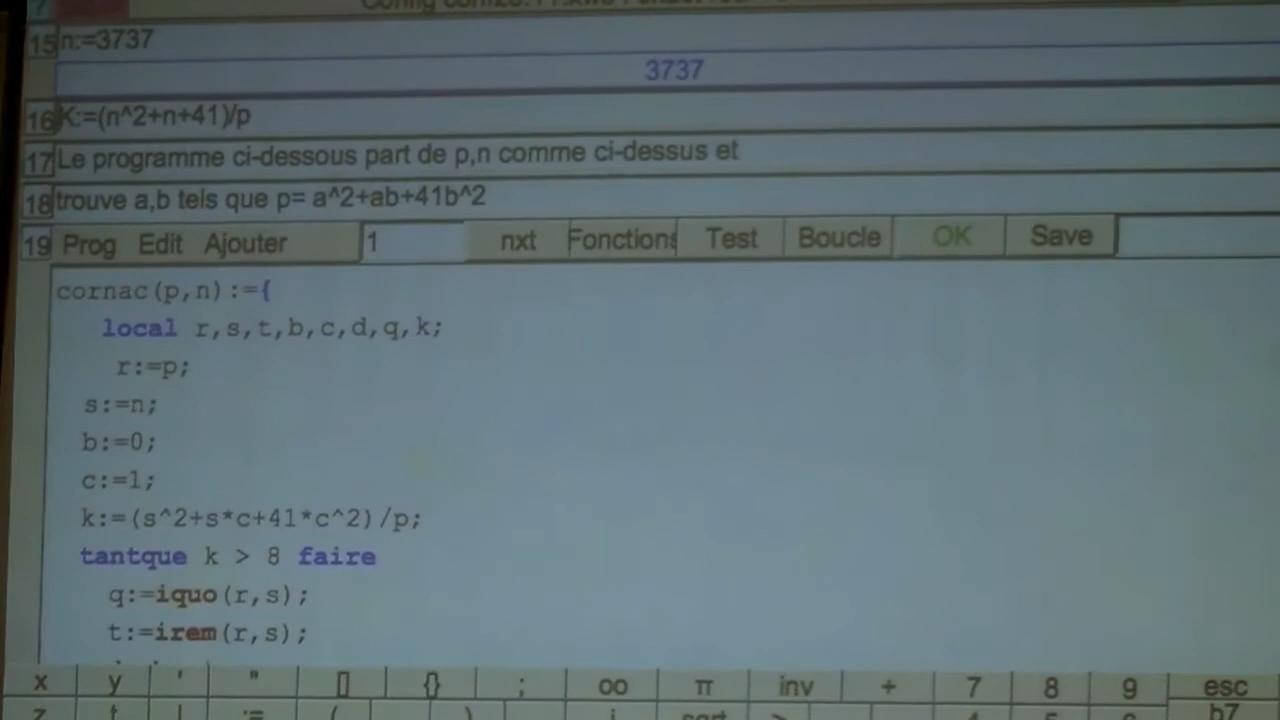 15 n:=3737
3737
16 K:=(n^2+n+41)/p
17 Le programme ci-dessous part de p,n comme ci-dessus et
18 trouve a,b tels que p= a^2+ab+41b^2
19 Prog Edit Ajouter 1 nxt Fonctions Test Boucle OK Save
cornac(p,n):={
local r,s,t,b,c,d,q,k;
r:=p;
s:=n;
b:=0;
c:=1;
k:=(s^2+s*c+41*c^2)/p;
tantque k > 8 faire
q:=iquo(r,s);
t:=irem(r,s);
x y ' " [] {} ; oo π inv + 7 8 9 esc
z t := ( ) b7